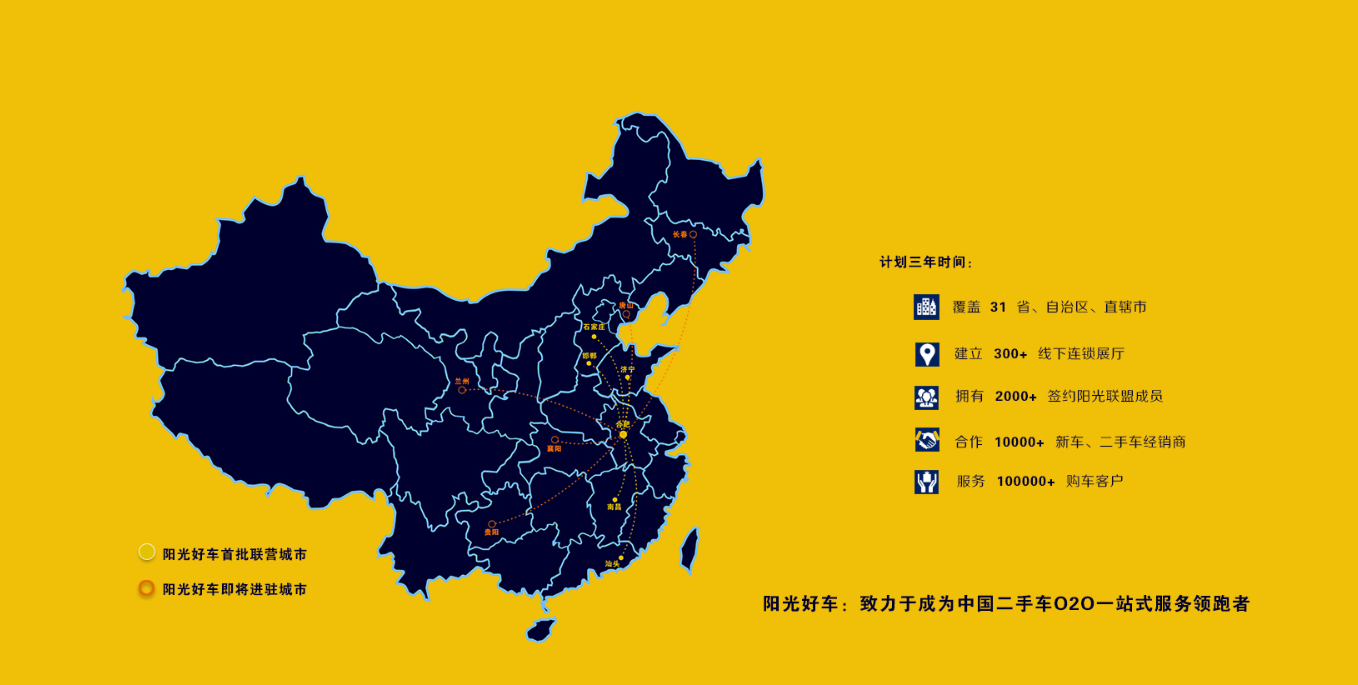 长春
唐山
石家庄
邯郸
济宁
兰州
合肥
襄阳
南昌
贵阳
汕头
阳光好车首批联营城市
阳光好车即将进驻城市
计划三年时间：
覆盖 31 省、自治区、直辖市
建立 300+ 线下连锁展厅
拥有 2000+ 签约阳光联盟成员
合作 10000+ 新车、二手车经销商
服务 100000+ 购车客户
阳光好车：致力于成为中国二手车O2O一站式服务领跑者